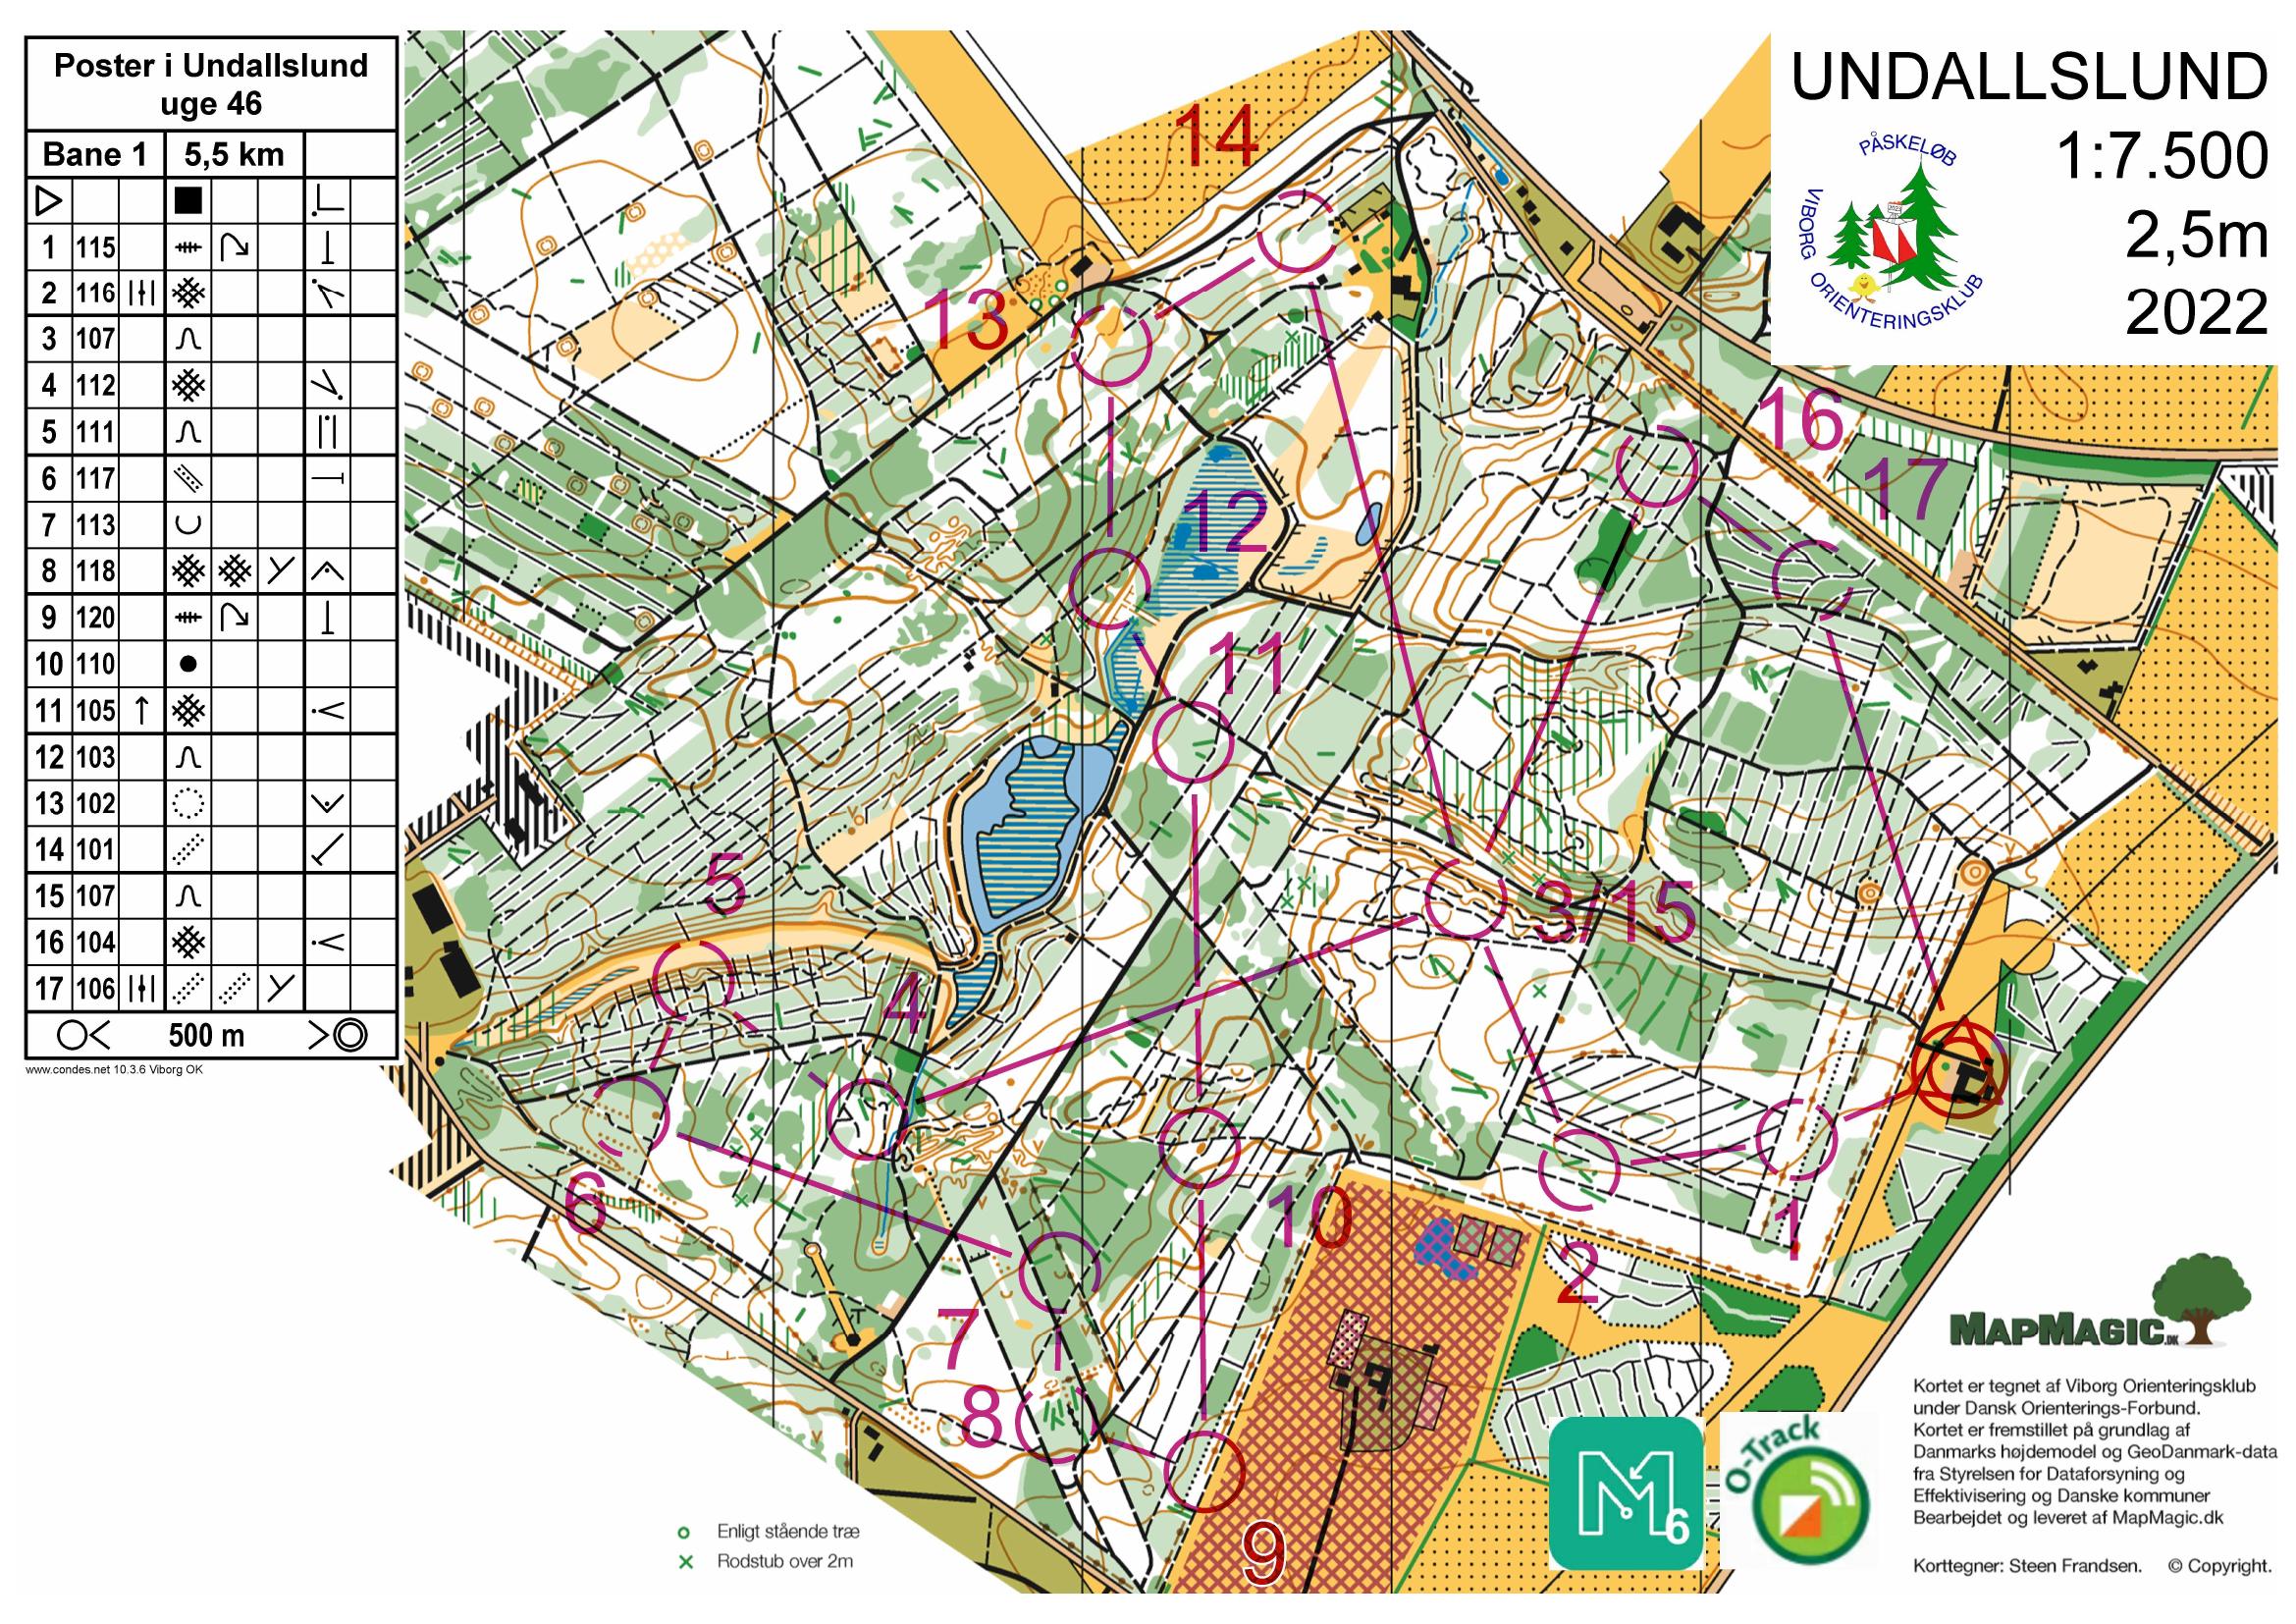 Poster i Undallslund
uge 46
Bane 1 5,5 km
1 115
2 116
3 107
4 112
5 111
6 117
7 113
8 118
9 120
10 110
11 105
12 103
13 102
14 101
15 107
16 104
17 106
500 m
www.condes.net 10.3.6 Viborg OK
UNDALLSLUND
1:7.500
2,5m
2022
PÅSKELØB
VIBORG ORIENTERINGSKLUB
14
13
16
17
12
11
5
3/15
4
6
10
1
2
7
8
9
MAPMAGIC.DK
Kortet er tegnet af Viborg Orienteringsklub
under Dansk Orienterings-Forbund.
Kortet er fremstillet på grundlag af
Danmarks højdemodel og GeoDanmark-data
fra Styrelsen for Dataforsyning og
Effektivisering og Danske kommuner
Bearbejdet og leveret af MapMagic.dk
Korttegner: Steen Frandsen. © Copyright.
M6
O-Track
Enligt stående træ
Rodstub over 2m